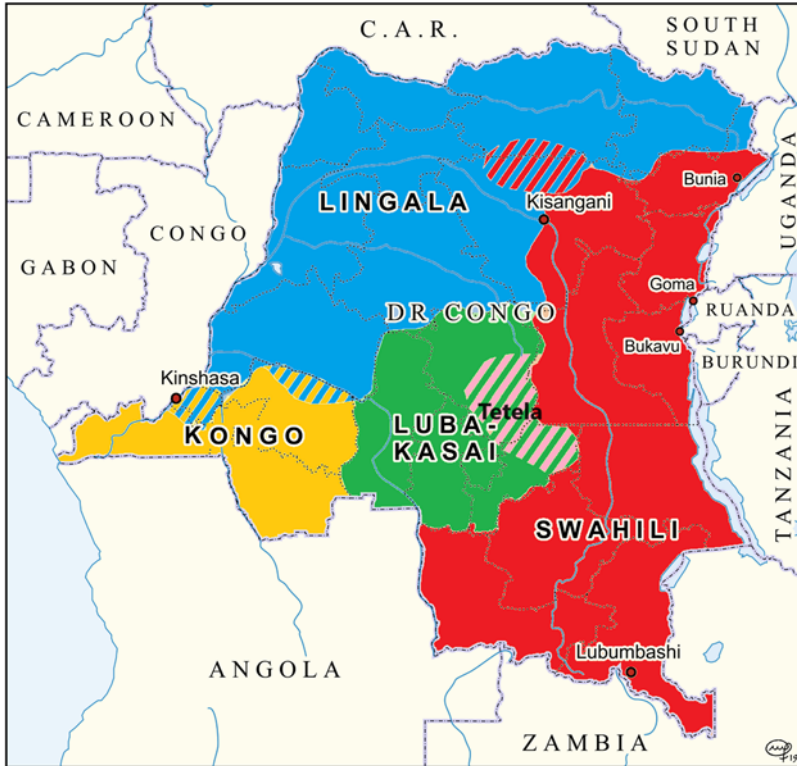 C.A.R.
SOUTH
SUDAN
CAMEROON
UGANDA
Bunia
LINGALA
Kisangani
CONGO
GABON
Goma
DR CONGO
RUANDA
Bukavu
BURUNDI
Kinshasa
Tetela
KONGO
LUBA-
KASAI
TANZANIA
SWAHILI
Lubumbashi
ANGOLA
ZAMBIA